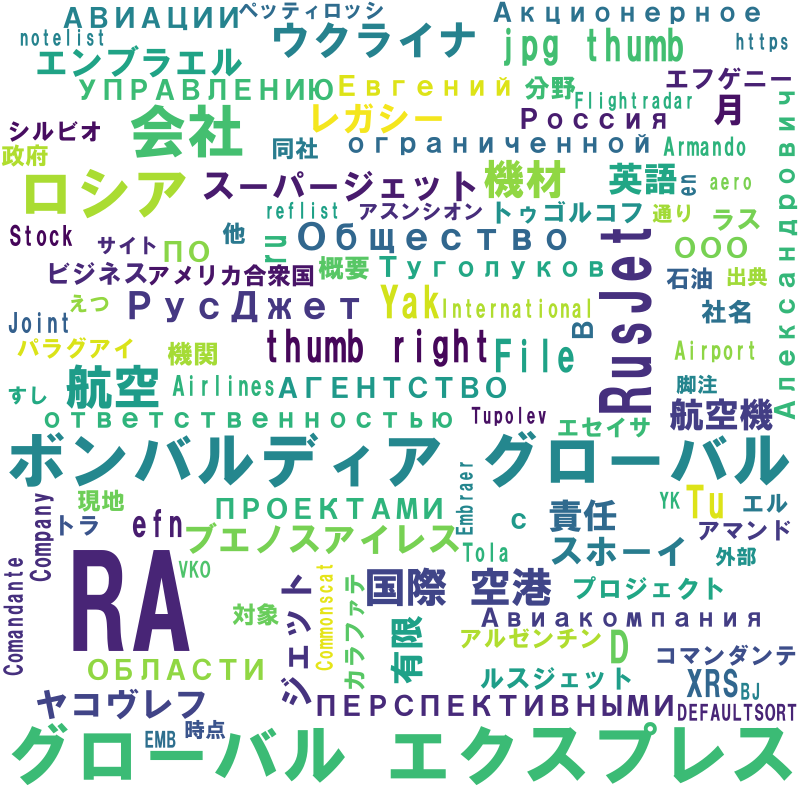 АВИАЦИИ
ペッティロッシ
Акционерное
notelist
ウクライナ
jpg thumb
https
エンブラエル
エフゲニー
УПРАВЛЕНИЮ
Евгений
分野
Flightradar
月
会社
レガシー
Россия
シルビオ
政府
同社
ограниченной
Armando
ロシア
スーパージェット
機材
英語
en
aero
Александрович
reflist
アスンシオン
トゥゴルコフ
通り
ラス
Stock
サイト
ПО
ru
他
Общество
ООО
ビジネス
アメリカ合衆国
概要
Туголуков
石油
出典
えつ
РусДжет
Yak
International
RusJet
社名
Joint
В
パラグアイ
機関
thumb right
File
Airport
すし
航空
Airlines
АГЕНТСТВО
脚注
ответственностью
Tupolev
エセイサ
航空機
ボンバルディア グローバル
現地
Company
トラ
efn
ПРОЕКТАМИ
Embraer
с
責任
YK
Tu
エル
ブエノスアイレス
アマンド
RA
VKO
Tola
スホーイ
外部
Comandante
ジェット
Commonscat
カラファテ
国際 空港
プロジェクト
対象
有限
Авиакомпания
アルゼンチン
D
コマンダンテ
ОБЛАСТИ
ルスジェット
XRS
BJ
ヤコヴレフ
ПЕРСПЕКТИВНЫМИ
DEFAULTSORT
EMB
時点
グローバル エクスプレス